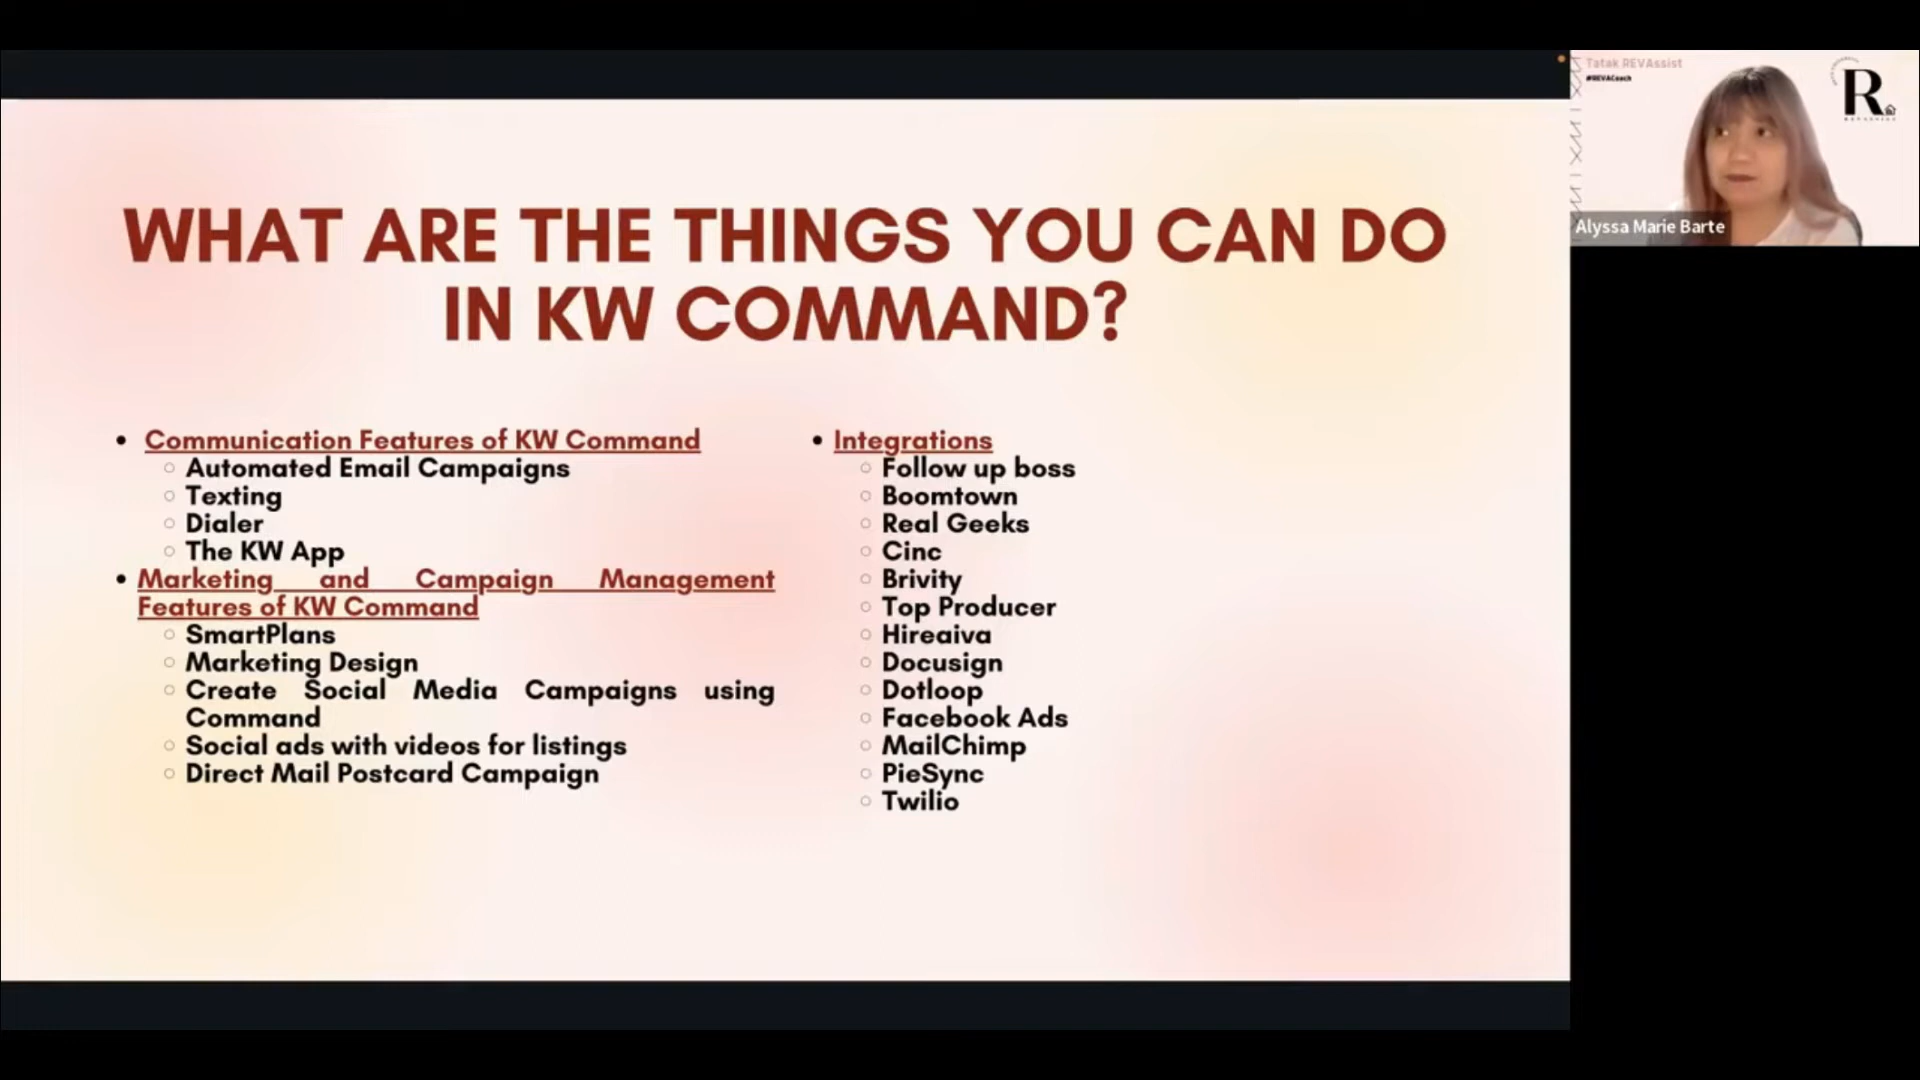 WHAT ARE THE THINGS YOU CAN DO
IN KW COMMAND?
Communication Features of KW Command
Automated Email Campaigns
Texting
Dialer
The KW App
Marketing and Campaign Management
Features of KW Command
SmartPlans
Marketing Design
Create Social Media Campaigns using
Command
Social ads with videos for listings
Direct Mail Postcard Campaign
Integrations
Follow up boss
Boomtown
Real Geeks
Cinc
Brivity
Top Producer
Hireaiva
Docusign
Dotloop
Facebook Ads
MailChimp
PieSync
Twilio
Tatak REVAssist
#REVACoach
R
Alyssa Marie Barte